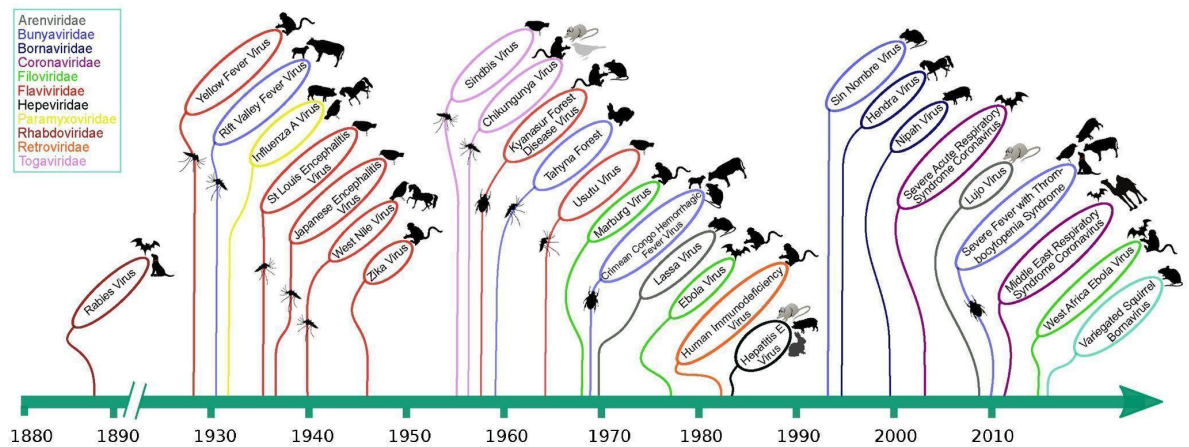 Arenviridae
Bunyaviridae
Bornaviridae
Coronaviridae
Filoviridae
Flaviviridae
Hepeviridae
Paramyxoviridae
Rhabdoviridae
Retroviridae
Togaviridae
Rabies Virus
Yellow Fever Virus
Rift Valley Fever Virus
Influenza A Virus
St Louis Encephalitis
Virus
Japanese Encephalitis
Virus
West Nile Virus
Zika Virus
Sindbis Virus
Chikungunya Virus
Kyanasur Forest
Disease Virus
Tahyna Forest
Usutu Virus
Marburg Virus
Crimean Congo Hemorrhagic
Fever Virus
Lassa Virus
Ebola Virus
Human Immunodeficiency
Virus
Hepatitis E
Virus
Sin Nombre Virus
Hendra Virus
Nipah Virus
Severe Acute Respiratory
Syndrome Coronavirus
Lujo Virus
Severe Fever with Throm-
bocytopenia Syndrome
Middle East Respiratory
Syndrome Coronavirus
West Africa Ebola Virus
Variegated Squirrel
Bornavirus
1880 1890 1930 1940 1950 1960 1970 1980 1990 2000 2010